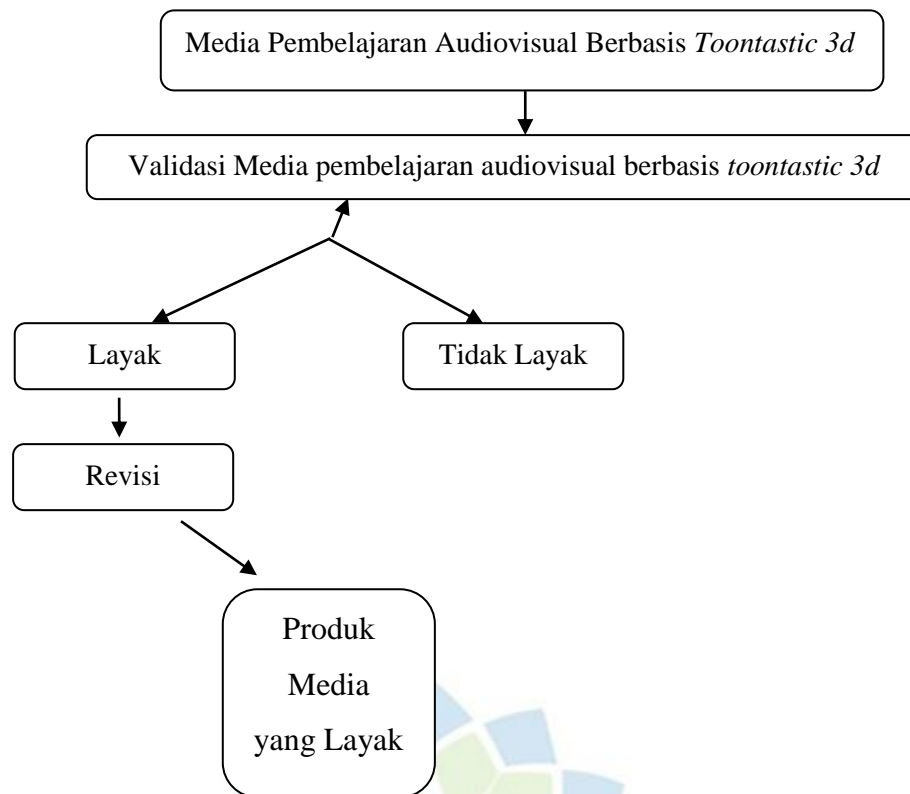 Media Pembelajaran Audiovisual Berbasis Toontastic 3d
Validasi Media pembelajaran audiovisual berbasis toontastic 3d
Layak
Tidak Layak
Revisi
Produk
Media
yang Layak